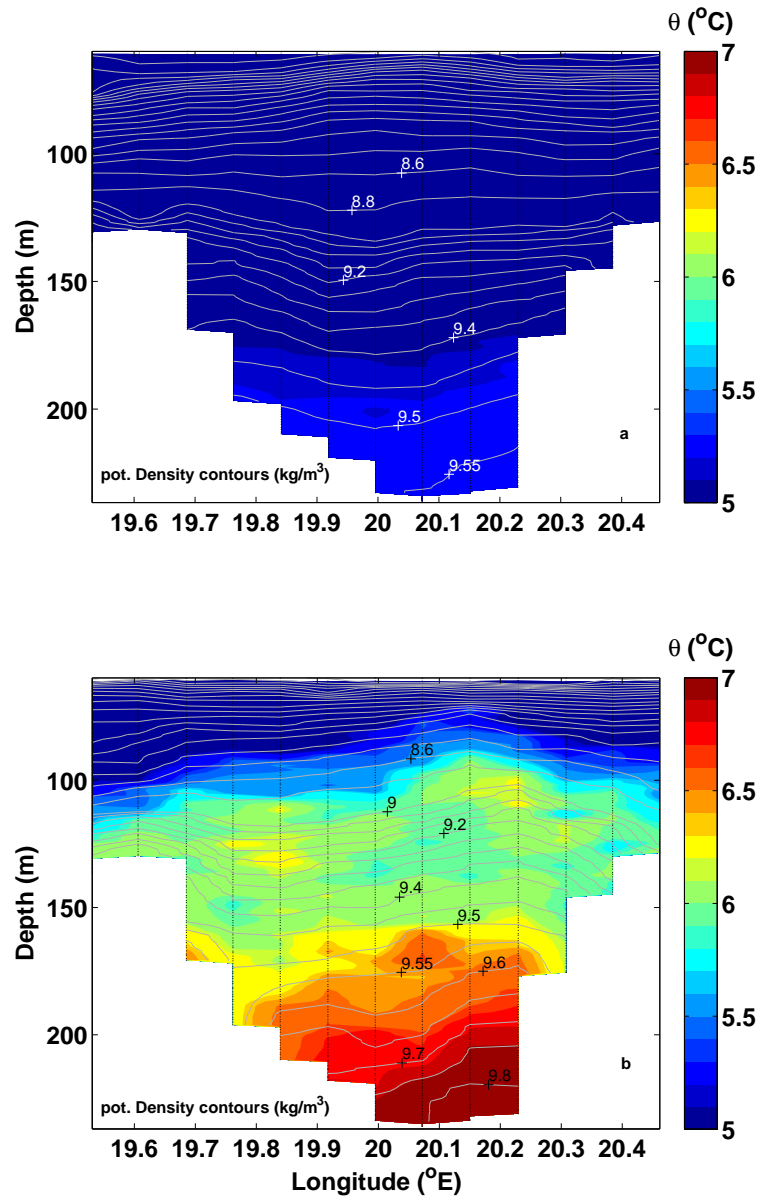 θ (°C)
7
6.5
6
5.5
5
Depth (m)
100
150
200
8.6
8.8
9.2
9.4
9.5
9.55
a
pot. Density contours (kg/m³)
19.6 19.7 19.8 19.9 20 20.1 20.2 20.3 20.4
θ (°C)
7
6.5
6
5.5
5
Depth (m)
100
150
200
8.6
9
9.2
9.4
9.5
9.55
9.6
9.7
9.8
b
pot. Density contours (kg/m³)
19.6 19.7 19.8 19.9 20 20.1 20.2 20.3 20.4
Longitude (°E)